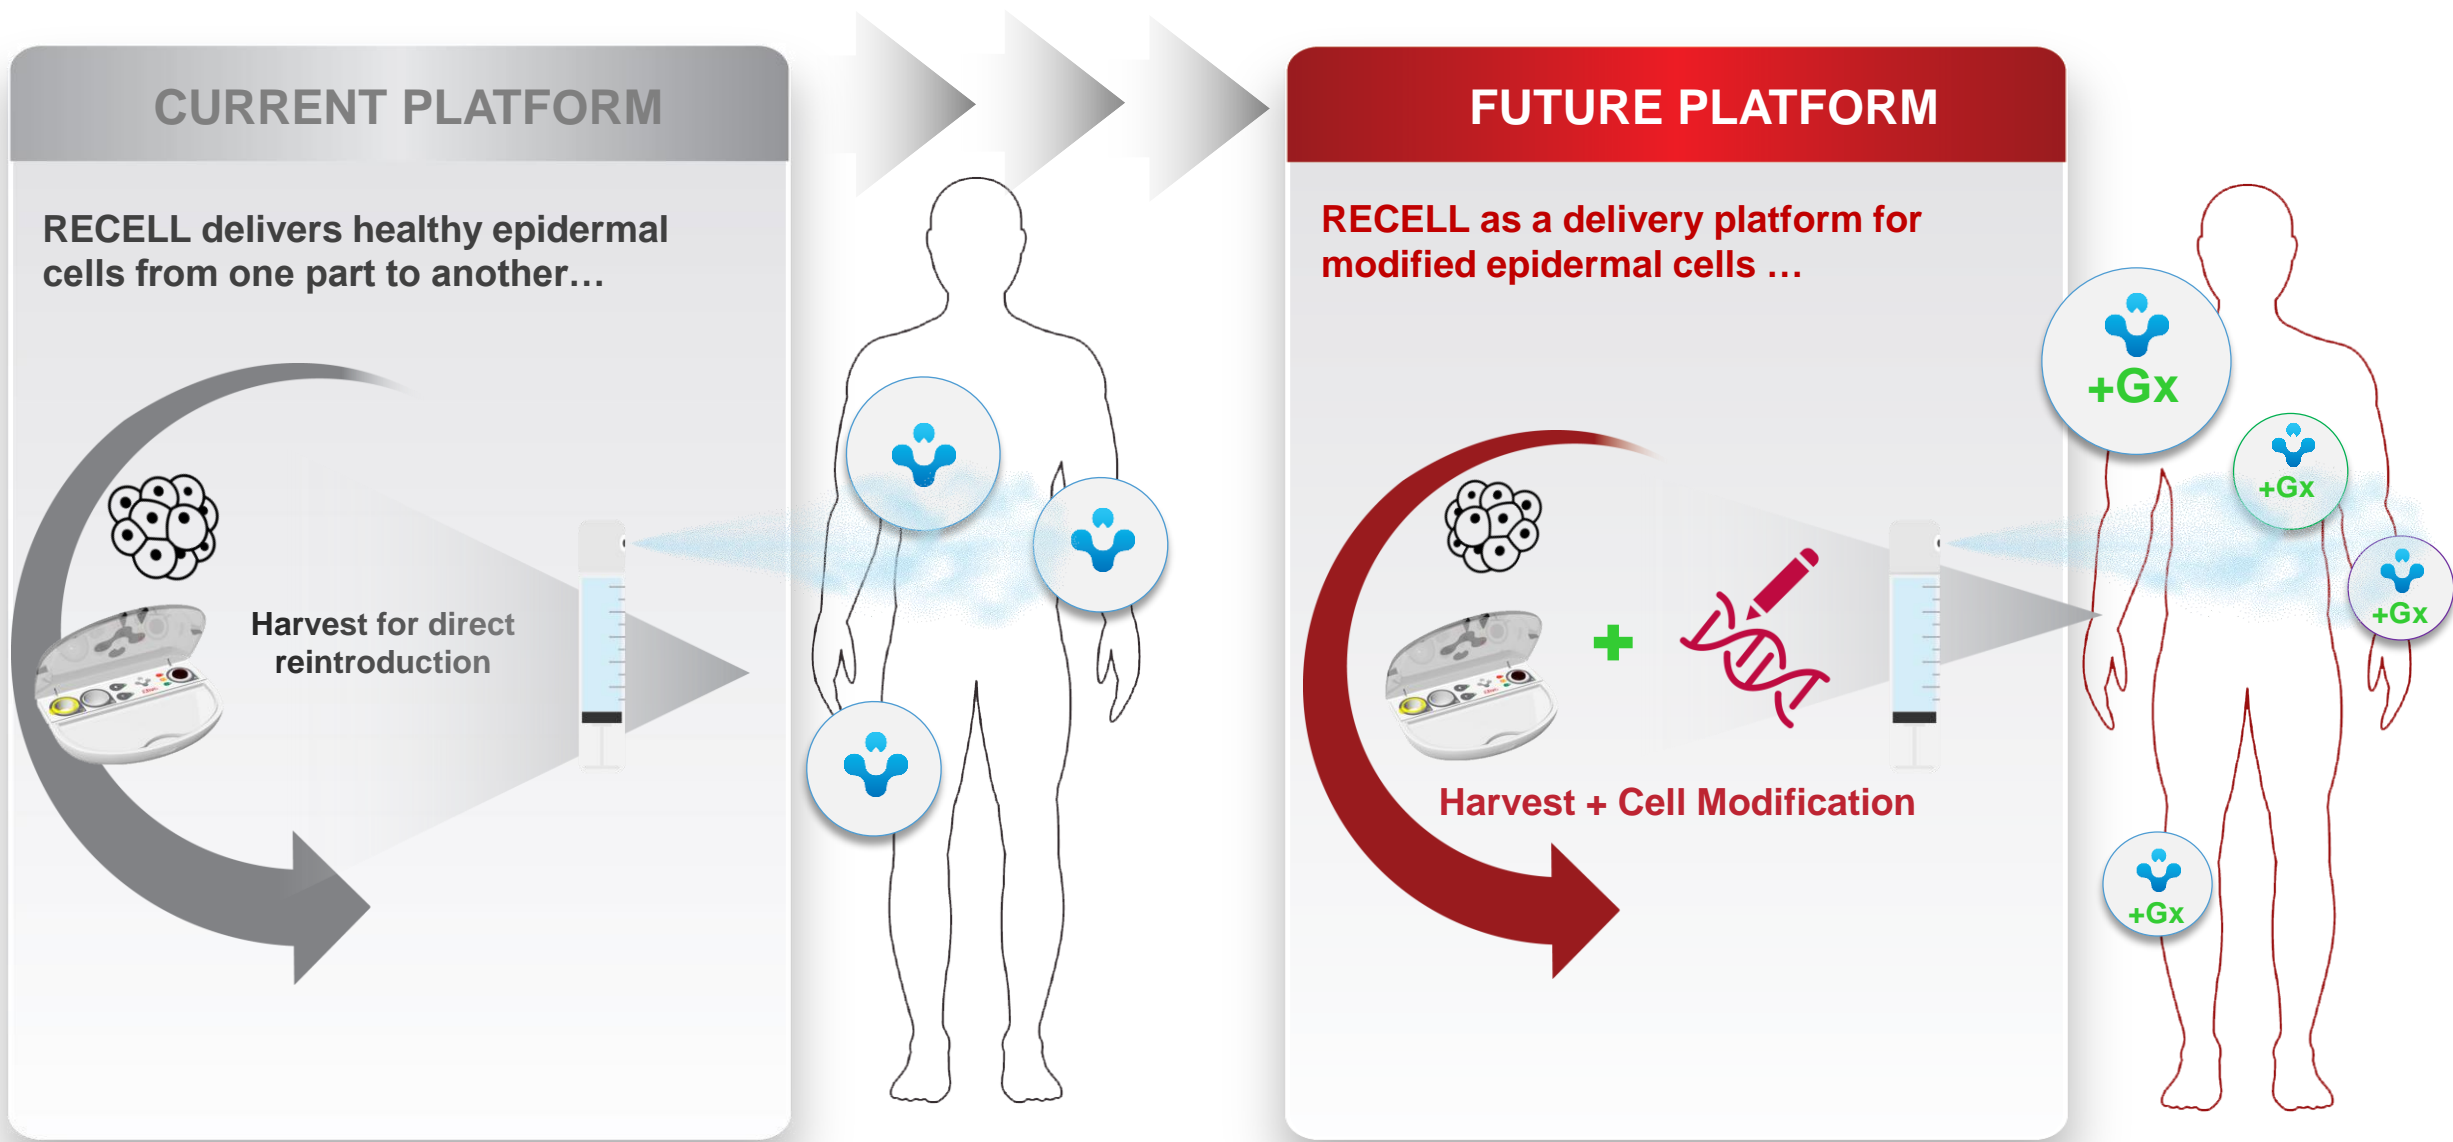 CURRENT PLATFORM
RECELL delivers healthy epidermal
cells from one part to another…
Harvest for direct
reintroduction
FUTURE PLATFORM
RECELL as a delivery platform for
modified epidermal cells …
Harvest + Cell Modification
+Gx
+Gx
+Gx
+Gx